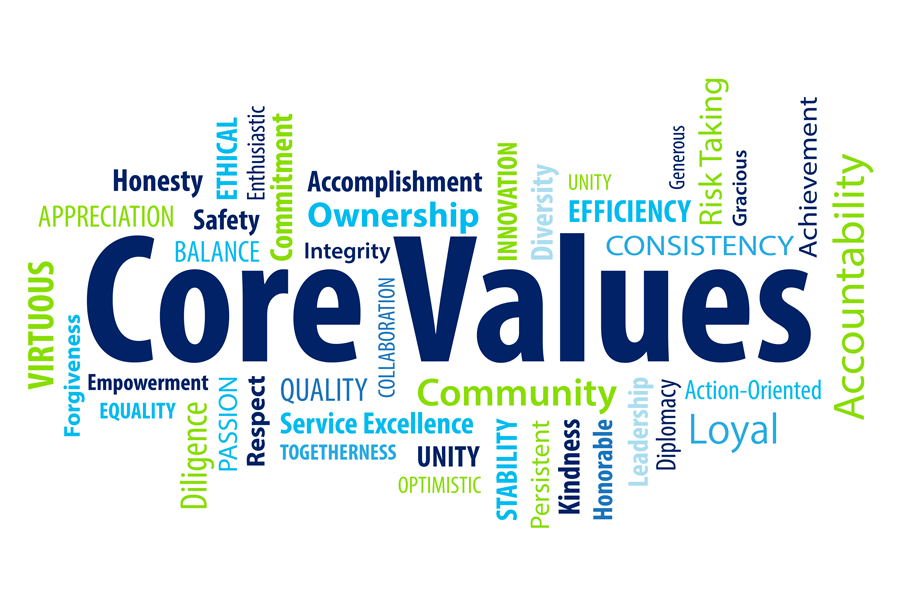 Honesty
ETHICAL
Enthusiastic
Commitment
APPRECIATION
Safety
BALANCE
Accomplishment
Ownership
Integrity
INNOVATION
Diversity
UNITY
EFFICIENCY
Generous
Risk Taking
Gracious
CONSISTENCY
Achievement
Accountability
VIRTUOUS
Core Values
COLLABORATION
Forgiveness
Empowerment
EQUALITY
Diligence
PASSION
Respect
QUALITY
Service Excellence
TOGETHERNESS
Community
UNITY
OPTIMISTIC
STABILITY
Persistent
Kindness
Honorable
Leadership
Diplomacy
Action-Oriented
Loyal